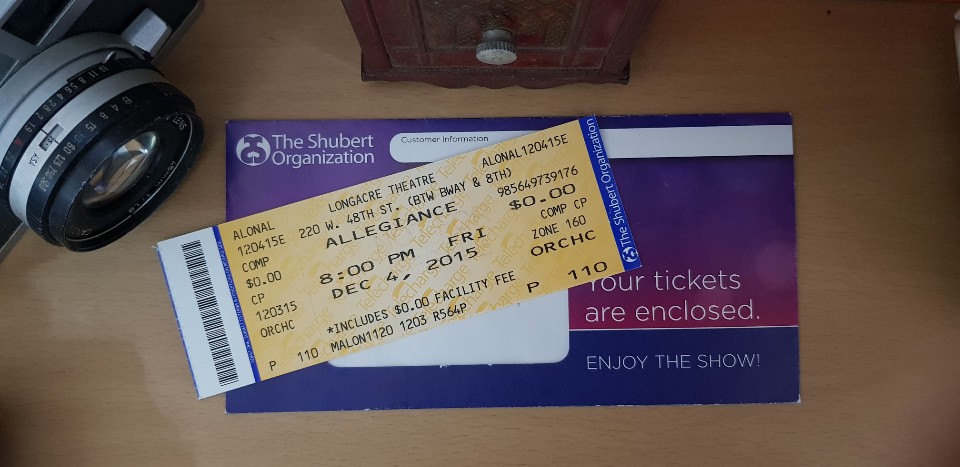 The Shubert
Organization
Customer Information
ALONAL
120415E
COMP
$0.00
CP
120315
ORCHC
P 110
LONGACRE THEATRE ALONAL120415E
220 W. 48TH ST. (BTW BWAY & 8TH) 985649739176
ALLEGIANCE $0.00
COMP CP
8:00 PM FRI ZONE 160
DEC 4, 2015 ORCHC
*INCLUDES $0.00 FACILITY FEE P 110
MALON1120 1203 R564P
The Shubert Organization
Your tickets
are enclosed.
ENJOY THE SHOW!